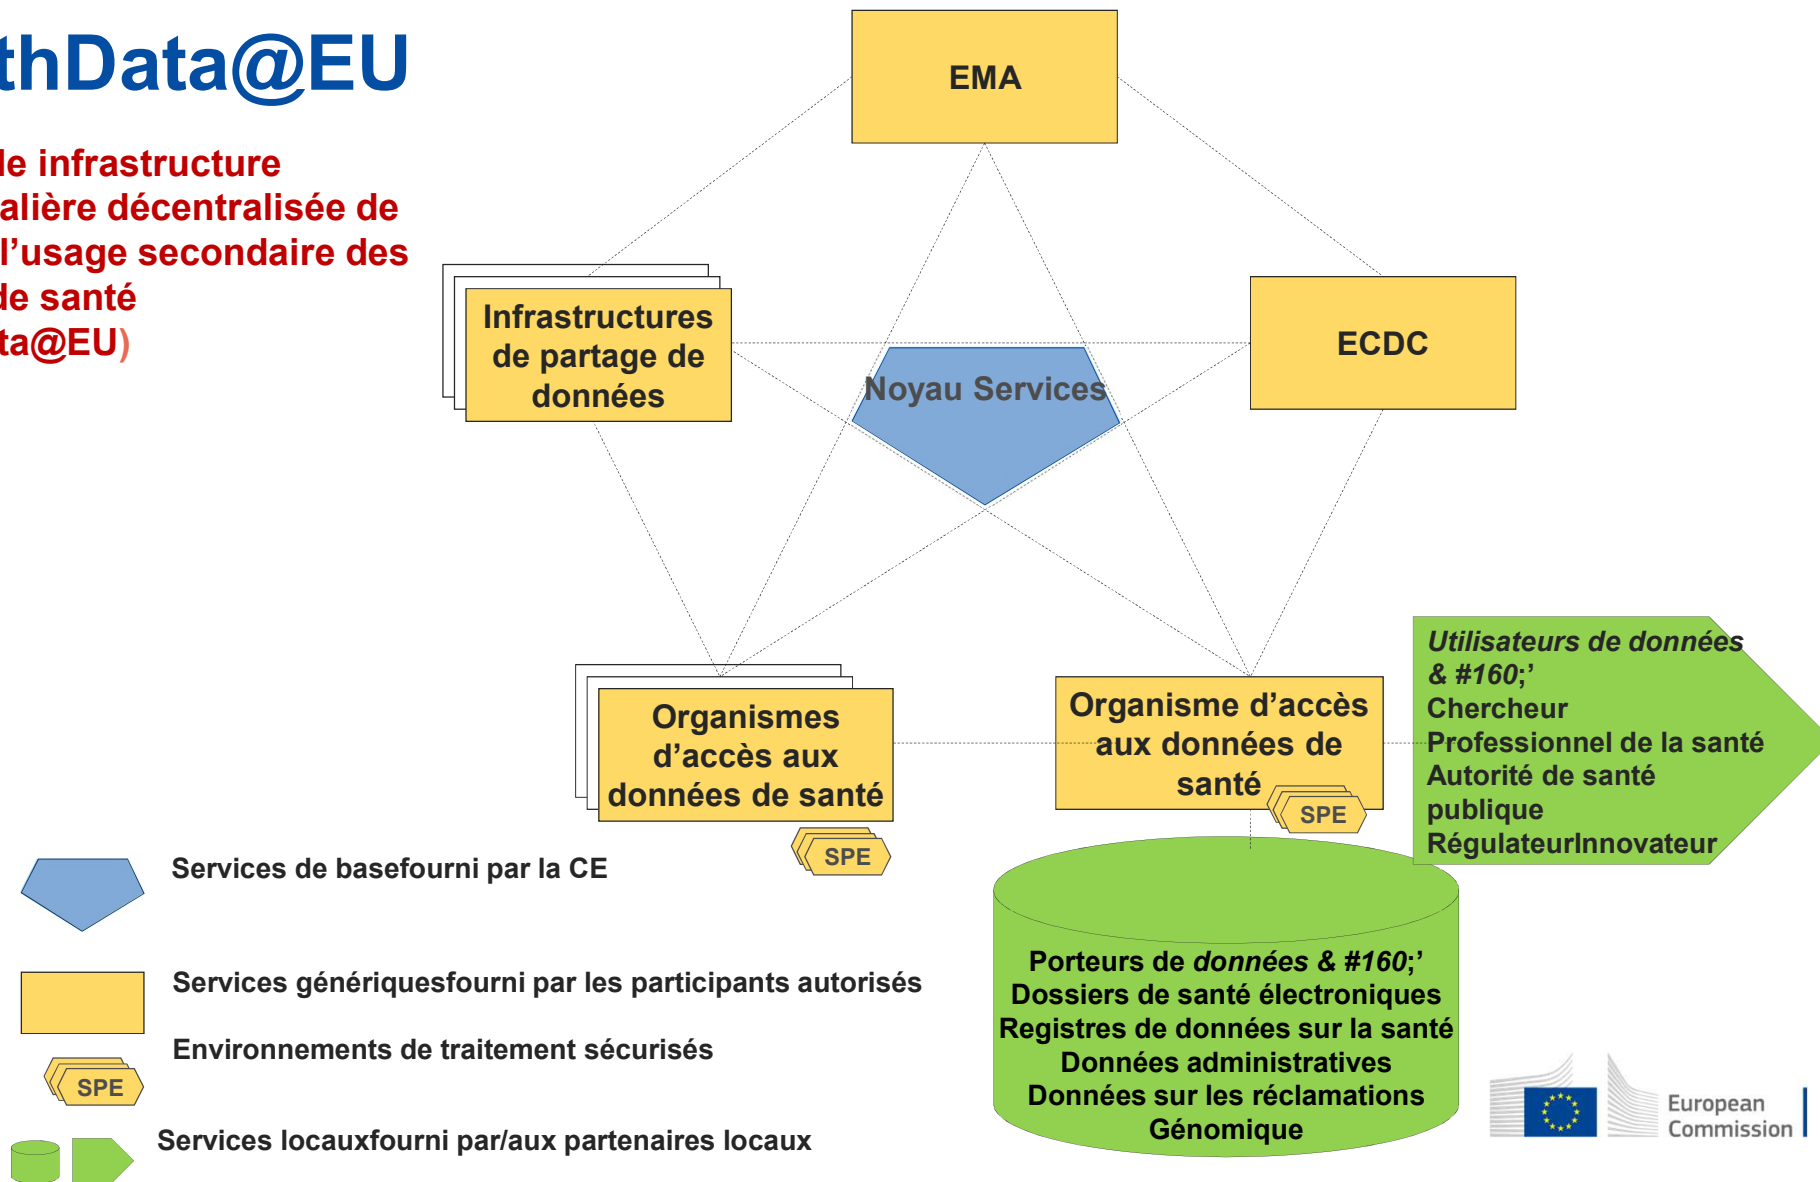 thData@EU
le infrastructure
alière décentralisée de
l’usage secondaire des
de santé
ta@EU)
EMA
Infrastructures
de partage de
données
Noyau Services
ECDC
Organismes
d’accès aux
données de santé
SPE
Organisme d’accès
aux données de
santé
SPE
Utilisateurs de données
& #160;’
Chercheur
Professionnel de la santé
Autorité de santé
publique
RégulateurInnovateur
Porteurs de données & #160;’
Dossiers de santé électroniques
Registres de données sur la santé
Données administratives
Données sur les réclamations
Génomique
Services de basefourni par la CE
Services génériquesfourni par les participants autorisés
Environnements de traitement sécurisés
SPE
Services locauxfourni par/aux partenaires locaux
European
Commission